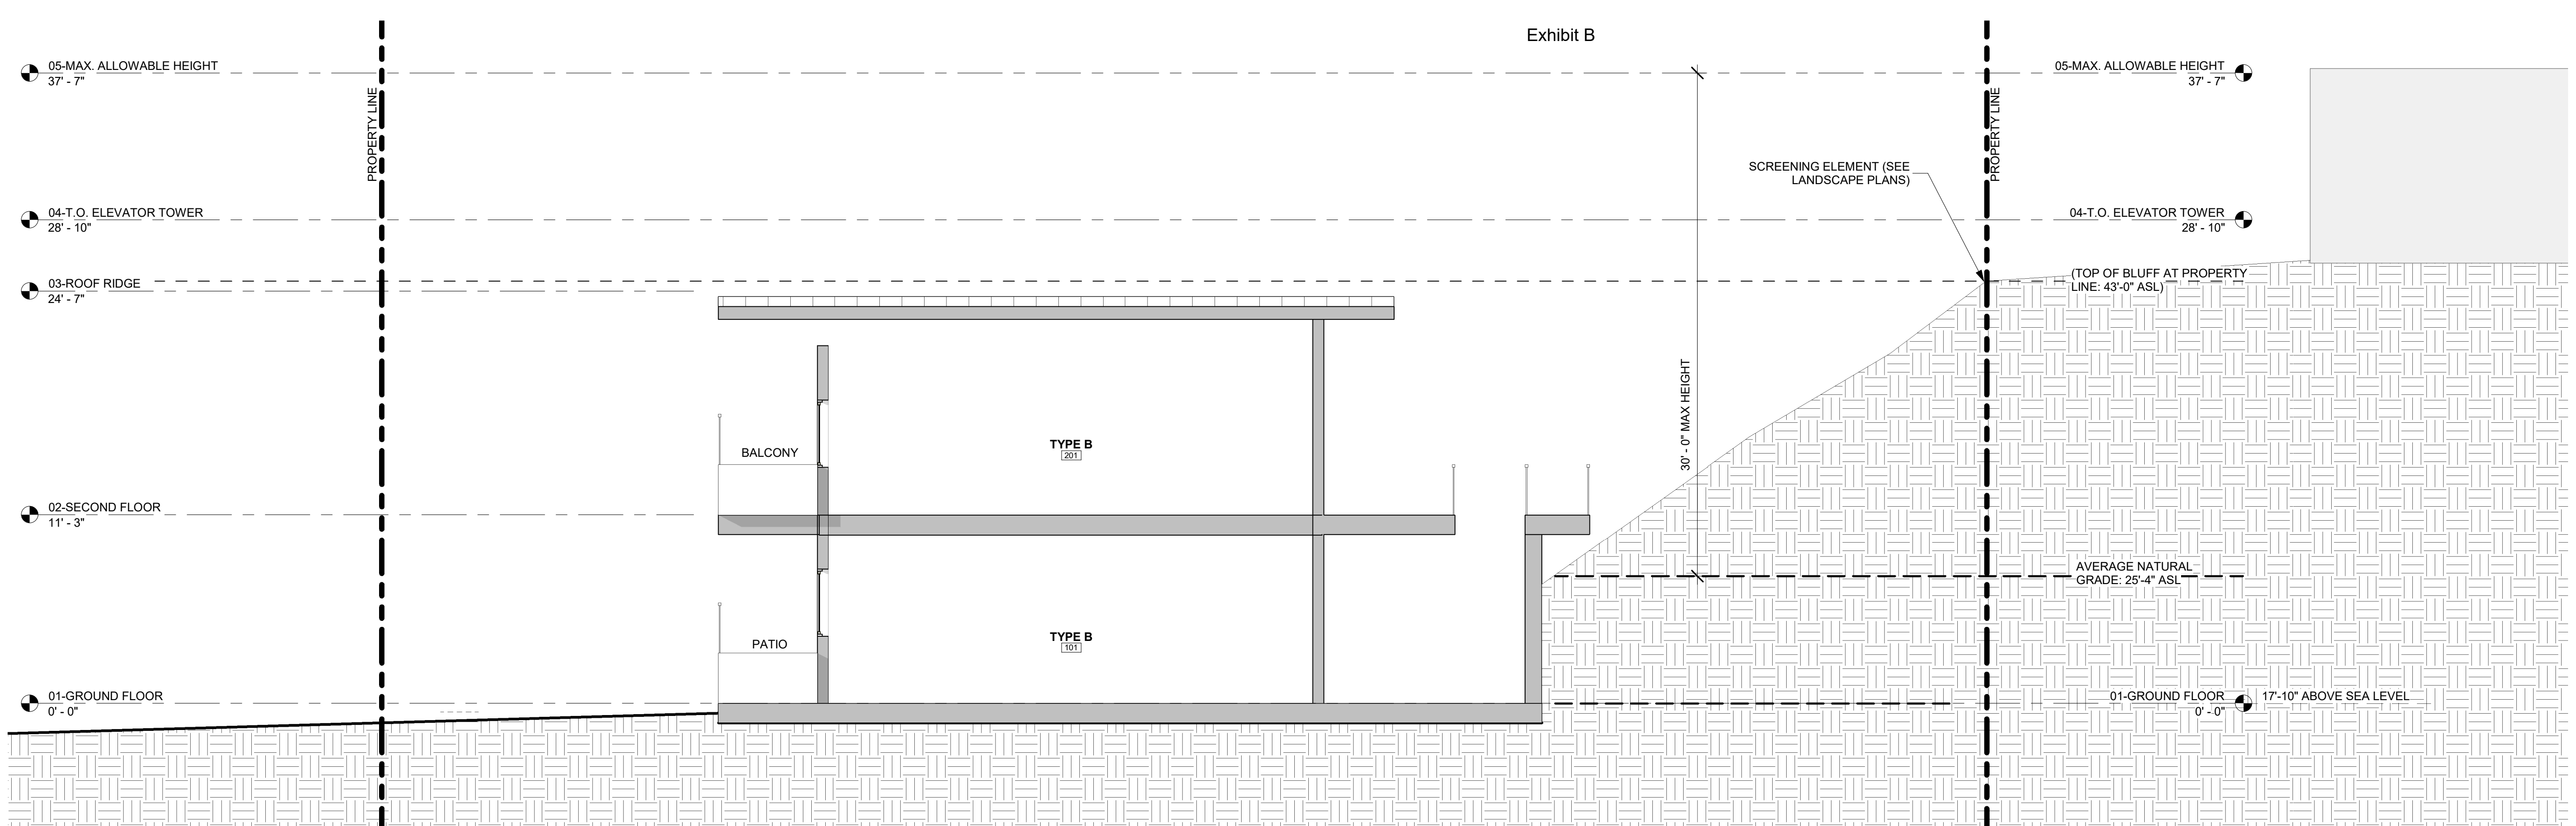 Exhibit B
05-MAX. ALLOWABLE HEIGHT
37' - 7"
PROPERTY LINE
05-MAX. ALLOWABLE HEIGHT
37' - 7"
PROPERTY LINE
SCREENING ELEMENT (SEE
LANDSCAPE PLANS)
04-T.O. ELEVATOR TOWER
28' - 10"
04-T.O. ELEVATOR TOWER
28' - 10"
03-ROOF RIDGE
24' - 7"
(TOP OF BLUFF AT PROPERTY
LINE: 43'-0" ASL)
30' - 0" MAX HEIGHT
BALCONY
TYPE B
201
02-SECOND FLOOR
11' - 3"
AVERAGE NATURAL
GRADE: 25'-4" ASL
PATIO
TYPE B
101
01-GROUND FLOOR
0' - 0"
01-GROUND FLOOR
0' - 0"
17'-10" ABOVE SEA LEVEL